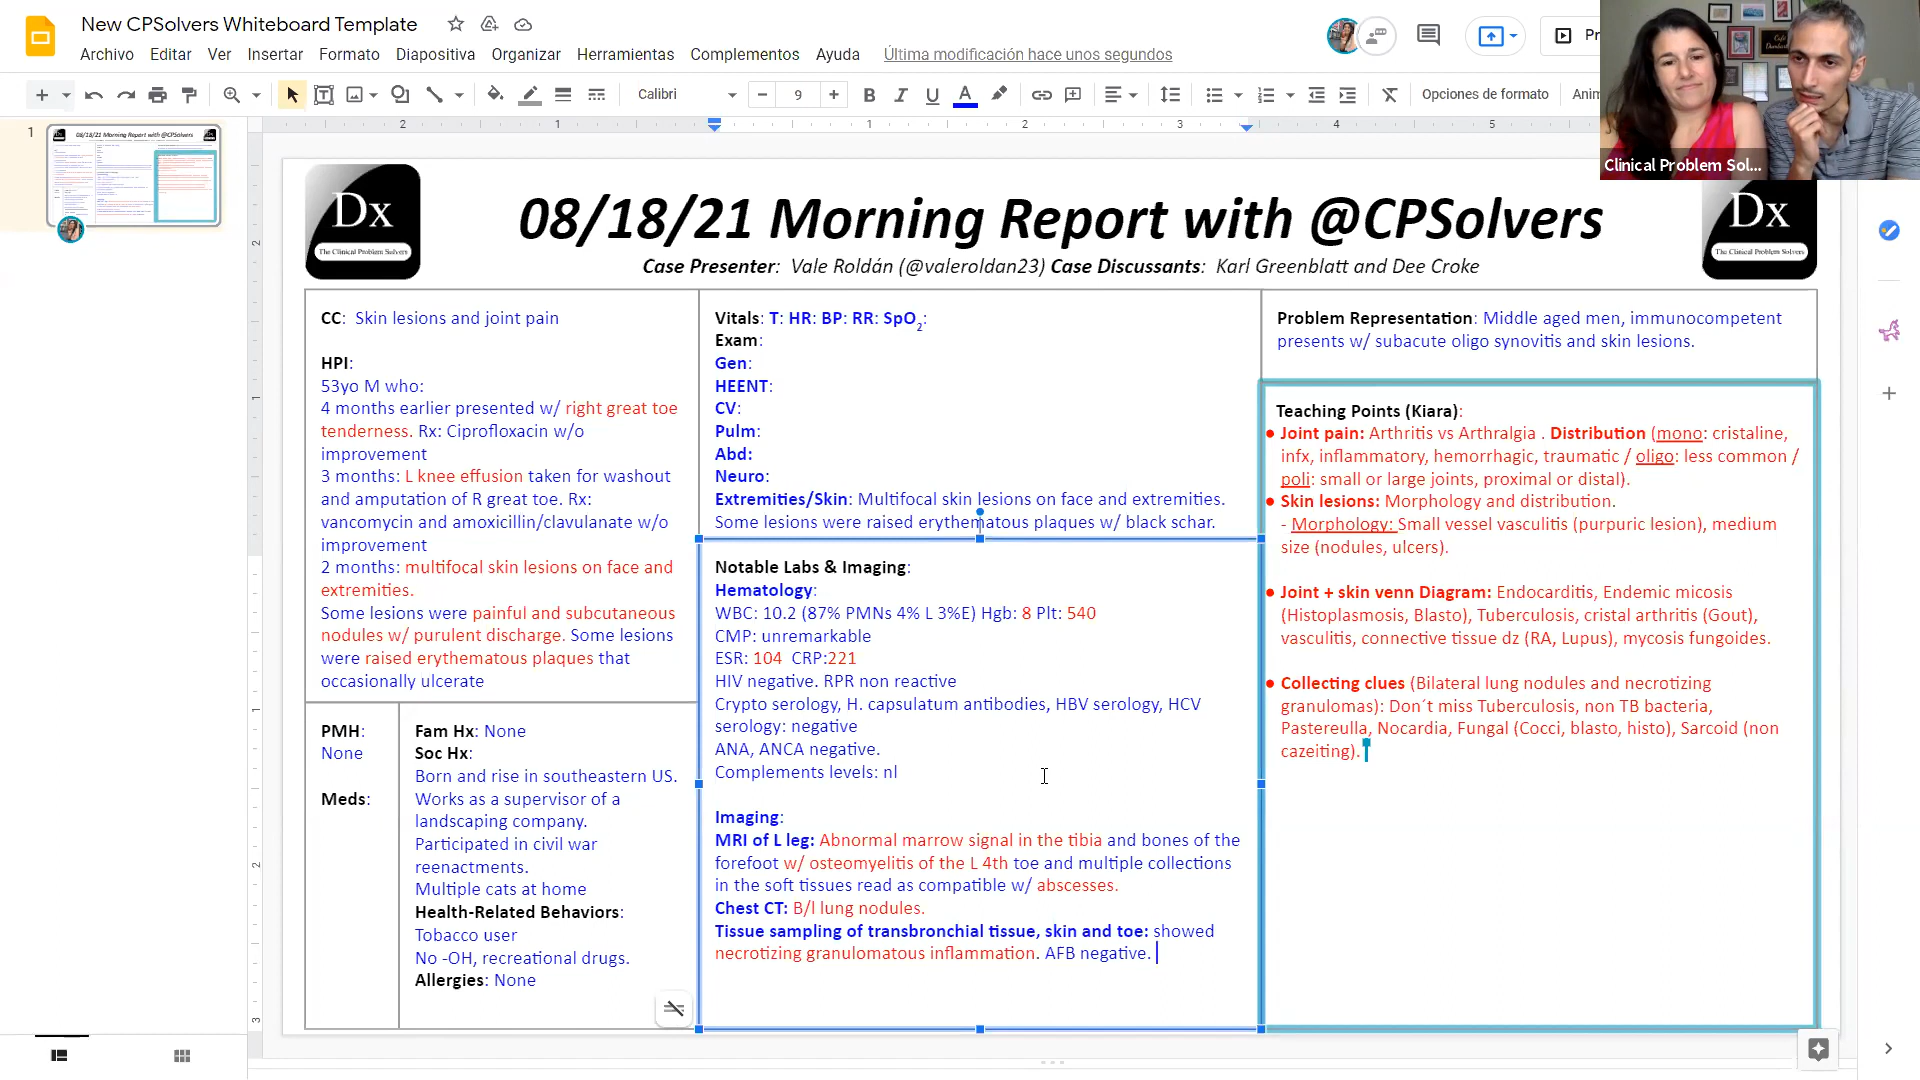 New CPSolvers Whiteboard Template
Archivo Editar Ver Insertar Formato Diapositiva Organizar Herramientas Complementos Ayuda Última modificación hace unos segundos
Calibri 9 Opciones de formato
Clinical Problem Sol...
2 1 1 2 3 4 5
1
Dx
The Clinical Problem Solvers
08/18/21 Morning Report with @CPSolvers
Case Presenter: Vale Roldán (@valeroldan23) Case Discussants: Karl Greenblatt and Dee Croke
Dx
The Clinical Problem Solvers
CC: Skin lesions and joint pain
HPI:
53yo M who:
4 months earlier presented w/ right great toe
tenderness. Rx: Ciprofloxacin w/o
improvement
3 months: L knee effusion taken for washout
and amputation of R great toe. Rx:
vancomycin and amoxicillin/clavulanate w/o
improvement
2 months: multifocal skin lesions on face and
extremities.
Some lesions were painful and subcutaneous
nodules w/ purulent discharge. Some lesions
were raised erythematous plaques that
occasionally ulcerate
PMH:
None
Meds:
Fam Hx: None
Soc Hx:
Born and rise in southeastern US.
Works as a supervisor of a
landscaping company.
Participated in civil war
reenactments.
Multiple cats at home
Health-Related Behaviors:
Tobacco user
No -OH, recreational drugs.
Allergies: None
Vitals: T: HR: BP: RR: SpO2:
Exam:
Gen:
HEENT:
CV:
Pulm:
Abd:
Neuro:
Extremities/Skin: Multifocal skin lesions on face and extremities.
Some lesions were raised erythematous plaques w/ black schar.
Notable Labs & Imaging:
Hematology:
WBC: 10.2 (87% PMNs 4% L 3%E) Hgb: 8 Plt: 540
CMP: unremarkable
ESR: 104 CRP:221
HIV negative. RPR non reactive
Crypto serology, H. capsulatum antibodies, HBV serology, HCV
serology: negative
ANA, ANCA negative.
Complements levels: nl
Imaging:
MRI of L leg: Abnormal marrow signal in the tibia and bones of the
forefoot w/ osteomyelitis of the L 4th toe and multiple collections
in the soft tissues read as compatible w/ abscesses.
Chest CT: B/l lung nodules.
Tissue sampling of transbronchial tissue, skin and toe: showed
necrotizing granulomatous inflammation. AFB negative.
Problem Representation: Middle aged men, immunocompetent
presents w/ subacute oligo synovitis and skin lesions.
Teaching Points (Kiara):
● Joint pain: Arthritis vs Arthralgia . Distribution (mono: cristaline,
infx, inflammatory, hemorrhagic, traumatic / oligo: less common /
poli: small or large joints, proximal or distal).
● Skin lesions: Morphology and distribution.
- Morphology: Small vessel vasculitis (purpuric lesion), medium
size (nodules, ulcers).
● Joint + skin venn Diagram: Endocarditis, Endemic micosis
(Histoplasmosis, Blasto), Tuberculosis, cristal arthritis (Gout),
vasculitis, connective tissue dz (RA, Lupus), mycosis fungoides.
● Collecting clues (Bilateral lung nodules and necrotizing
granulomas): Don´t miss Tuberculosis, non TB bacteria,
Pastereulla, Nocardia, Fungal (Cocci, blasto, histo), Sarcoid (non
cazeiting).